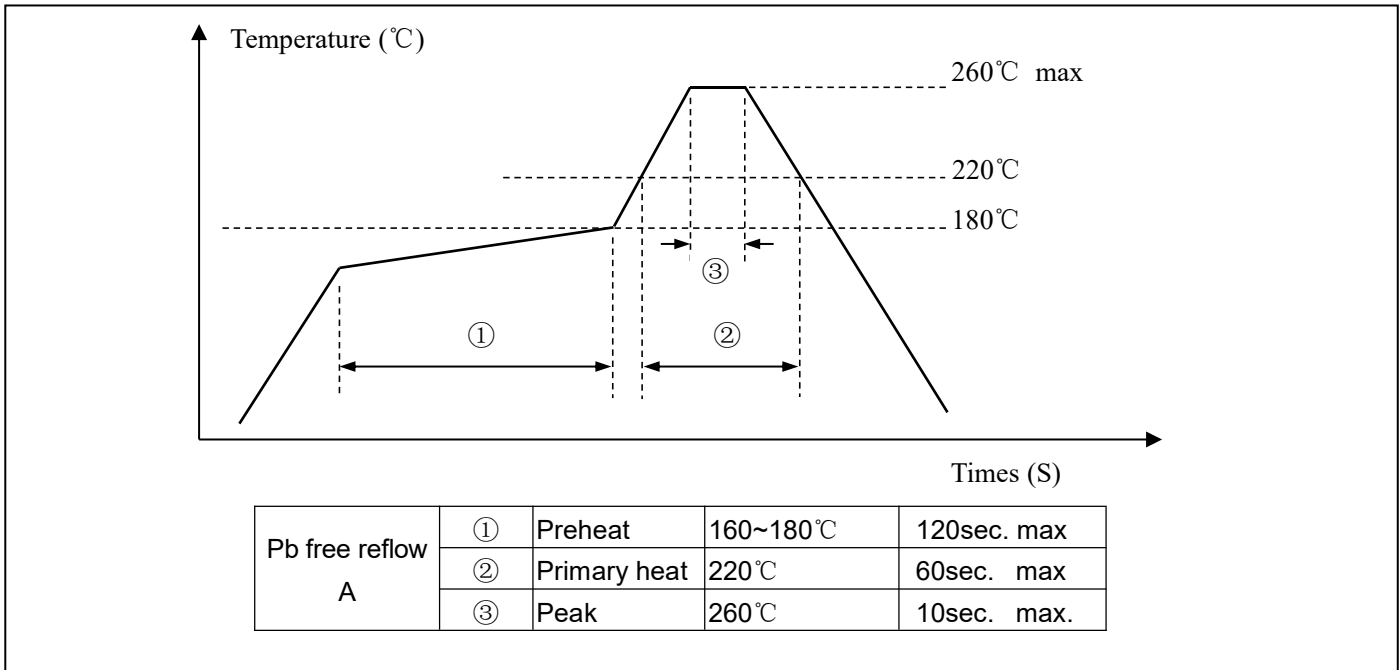 Temperature (℃)
260℃ max
220℃
180℃
③
① ②
Times (S)
Pb free reflow A
① Preheat 160~180℃ 120sec. max
② Primary heat 220℃ 60sec. max
③ Peak 260℃ 10sec. max.